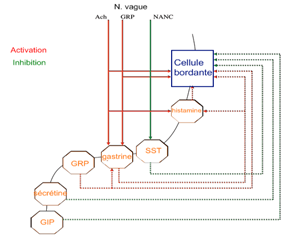 N. vague
Ach GRP NANC
Activation
Inhibition
Cellule
bordante
histamine
SST
gastrine
GRP
sécrétine
GIP